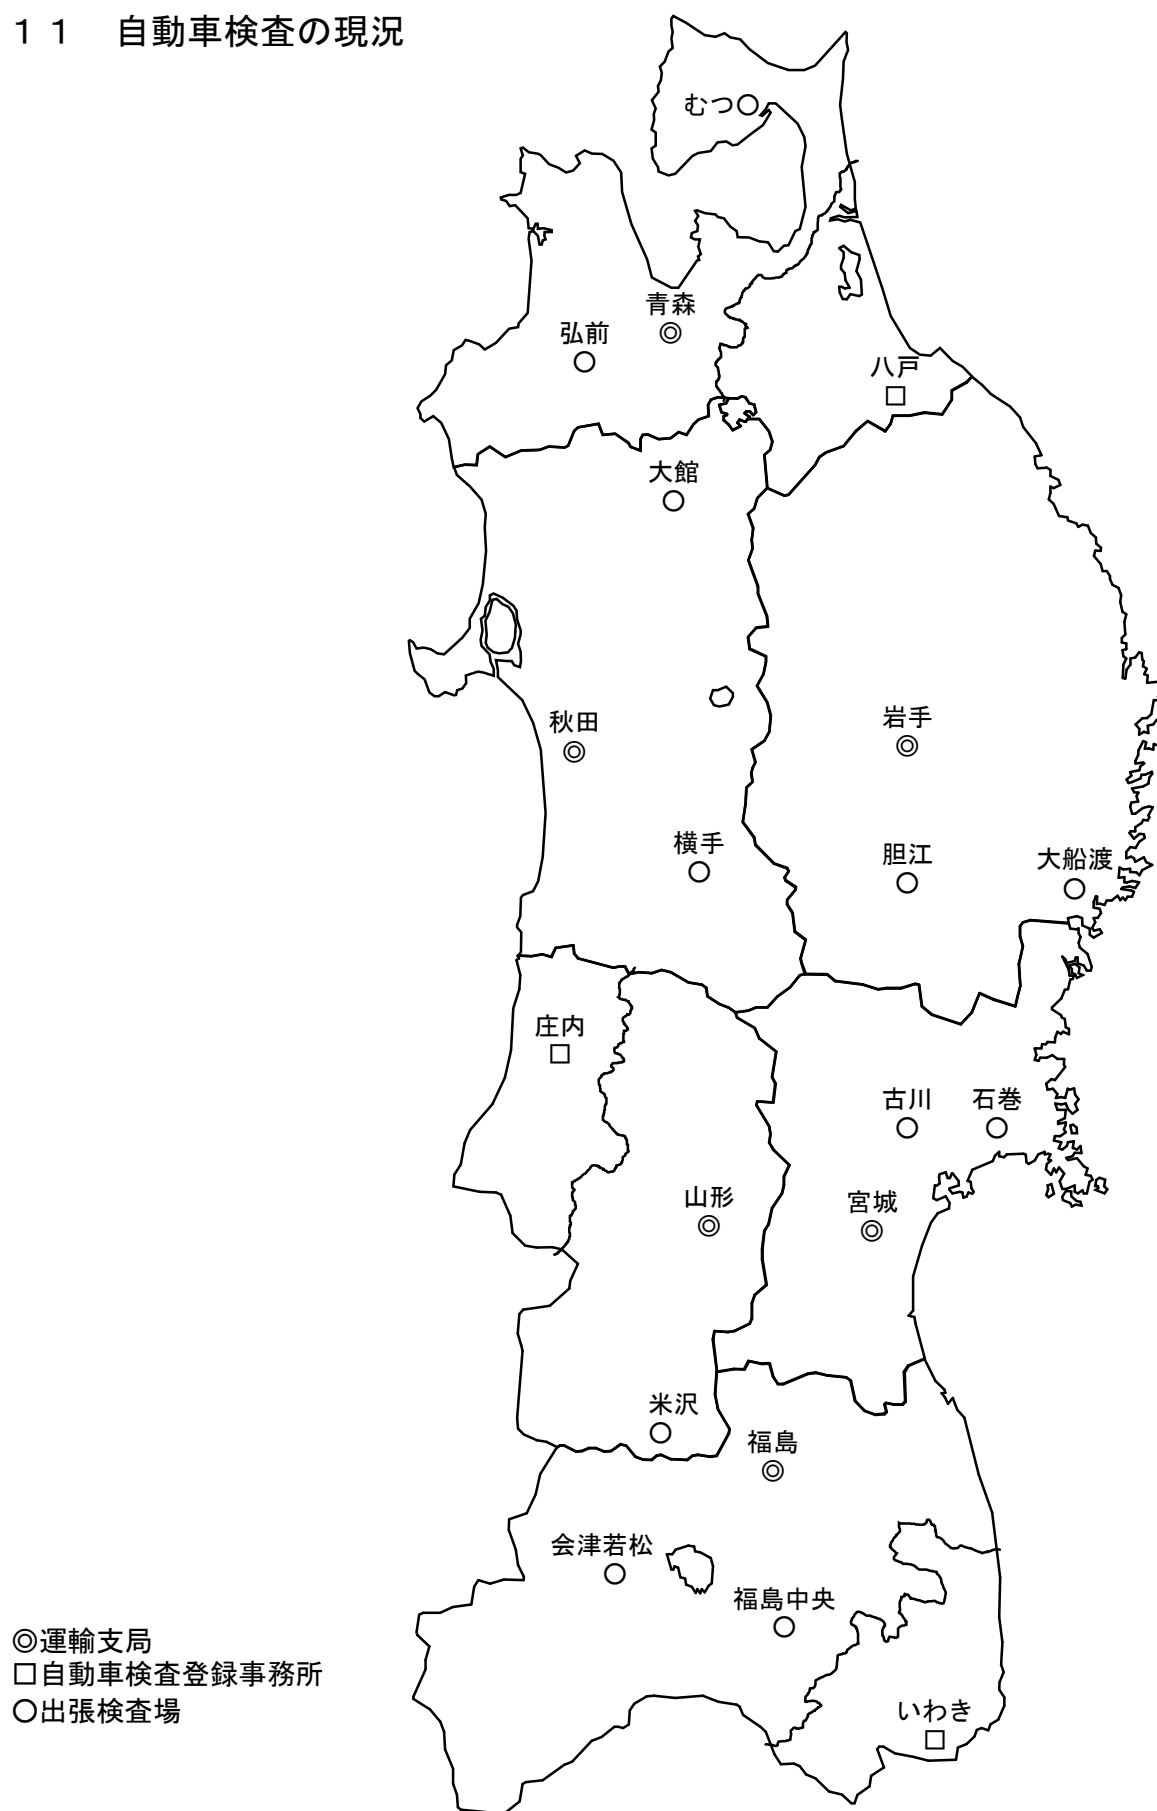 １１　自動車検査の現況
むつ○
青森
◎
弘前
○
八戸
□
大館
○
秋田
◎
岩手
◎
横手
○
胆江
○
大船渡
○
庄内
□
古川
○
石巻
○
山形
◎
宮城
◎
米沢
○
福島
◎
会津若松
○
福島中央
○
いわき
□
◎運輸支局
□自動車検査登録事務所
○出張検査場